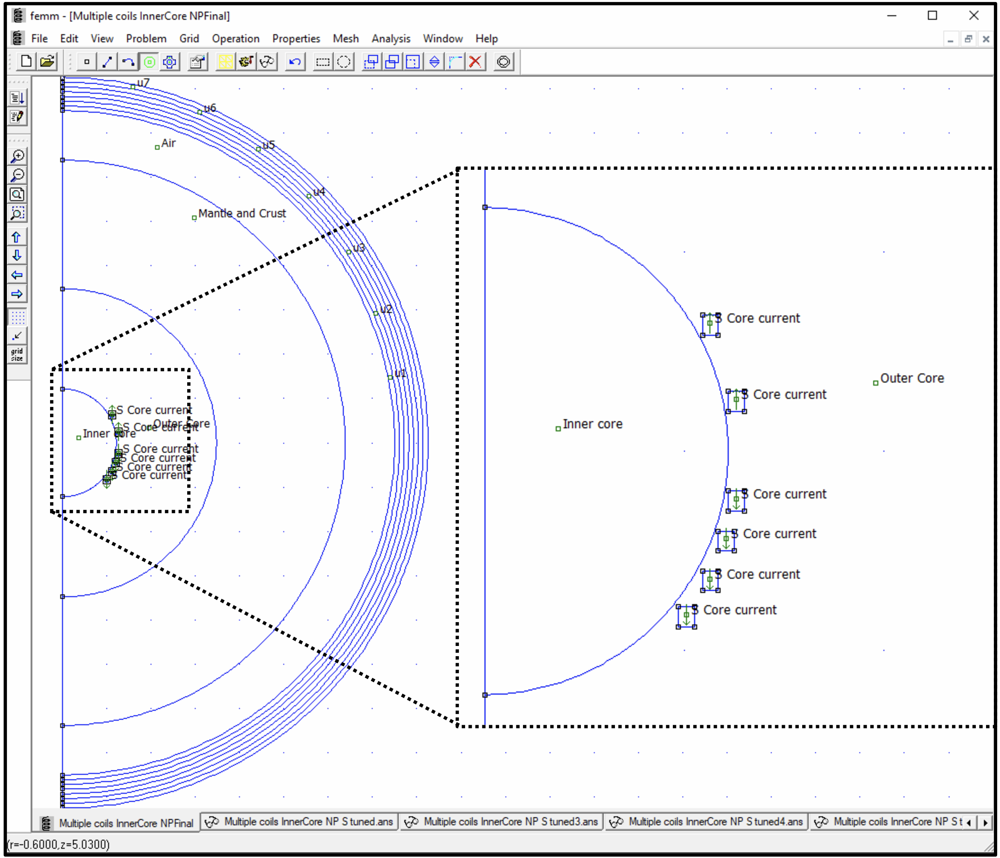 femm - [Multiple coils InnerCore NPFinal]
File Edit View Problem Grid Operation Properties Mesh Analysis Window Help
u7
u6
Air
u5
u4
Mantle and Crust
u3
u2
u1
S Core current
Outer Core
S Core current
Inner core
S Core current
S Core current
S Core current
S Core current
S Core current
Outer Core
S Core current
Inner core
S Core current
S Core current
S Core current
S Core current
grid
size
Multiple coils InnerCore NPFinal
Multiple coils InnerCore NP S tuned.ans
Multiple coils InnerCore NP S tuned3.ans
Multiple coils InnerCore NP S tuned4.ans
Multiple coils InnerCore NP S t
(r=-0.6000,z=5.0300)